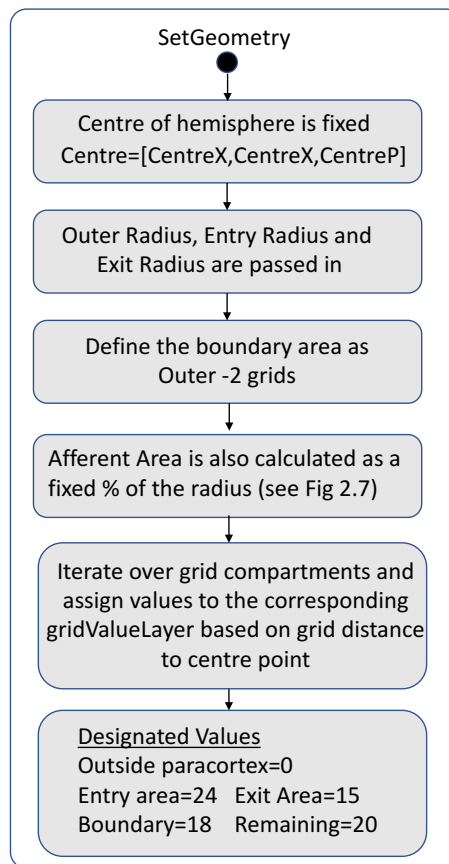 SetGeometry
Centre of hemisphere is fixed
Centre=[CentreX,CentreX,CentreP]
Outer Radius, Entry Radius and
Exit Radius are passed in
Define the boundary area as
Outer -2 grids
Afferent Area is also calculated as a
fixed % of the radius (see Fig 2.7)
Iterate over grid compartments and
assign values to the corresponding
gridValueLayer based on grid distance
to centre point
Designated Values
Outside paracortex=0
Entry area=24 Exit Area=15
Boundary=18 Remaining=20